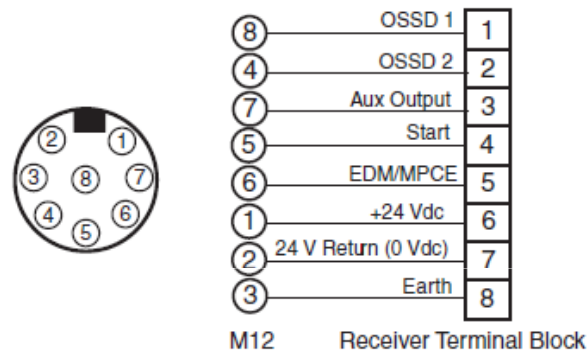 8 OSSD 1 1
4 OSSD 2 2
7 Aux Output 3
5 Start 4
6 EDM/MPCE 5
1 +24 Vdc 6
2 24 V Return (0 Vdc) 7
3 Earth 8
M12 Receiver Terminal Block
2 1
3 8 7
4 6
5